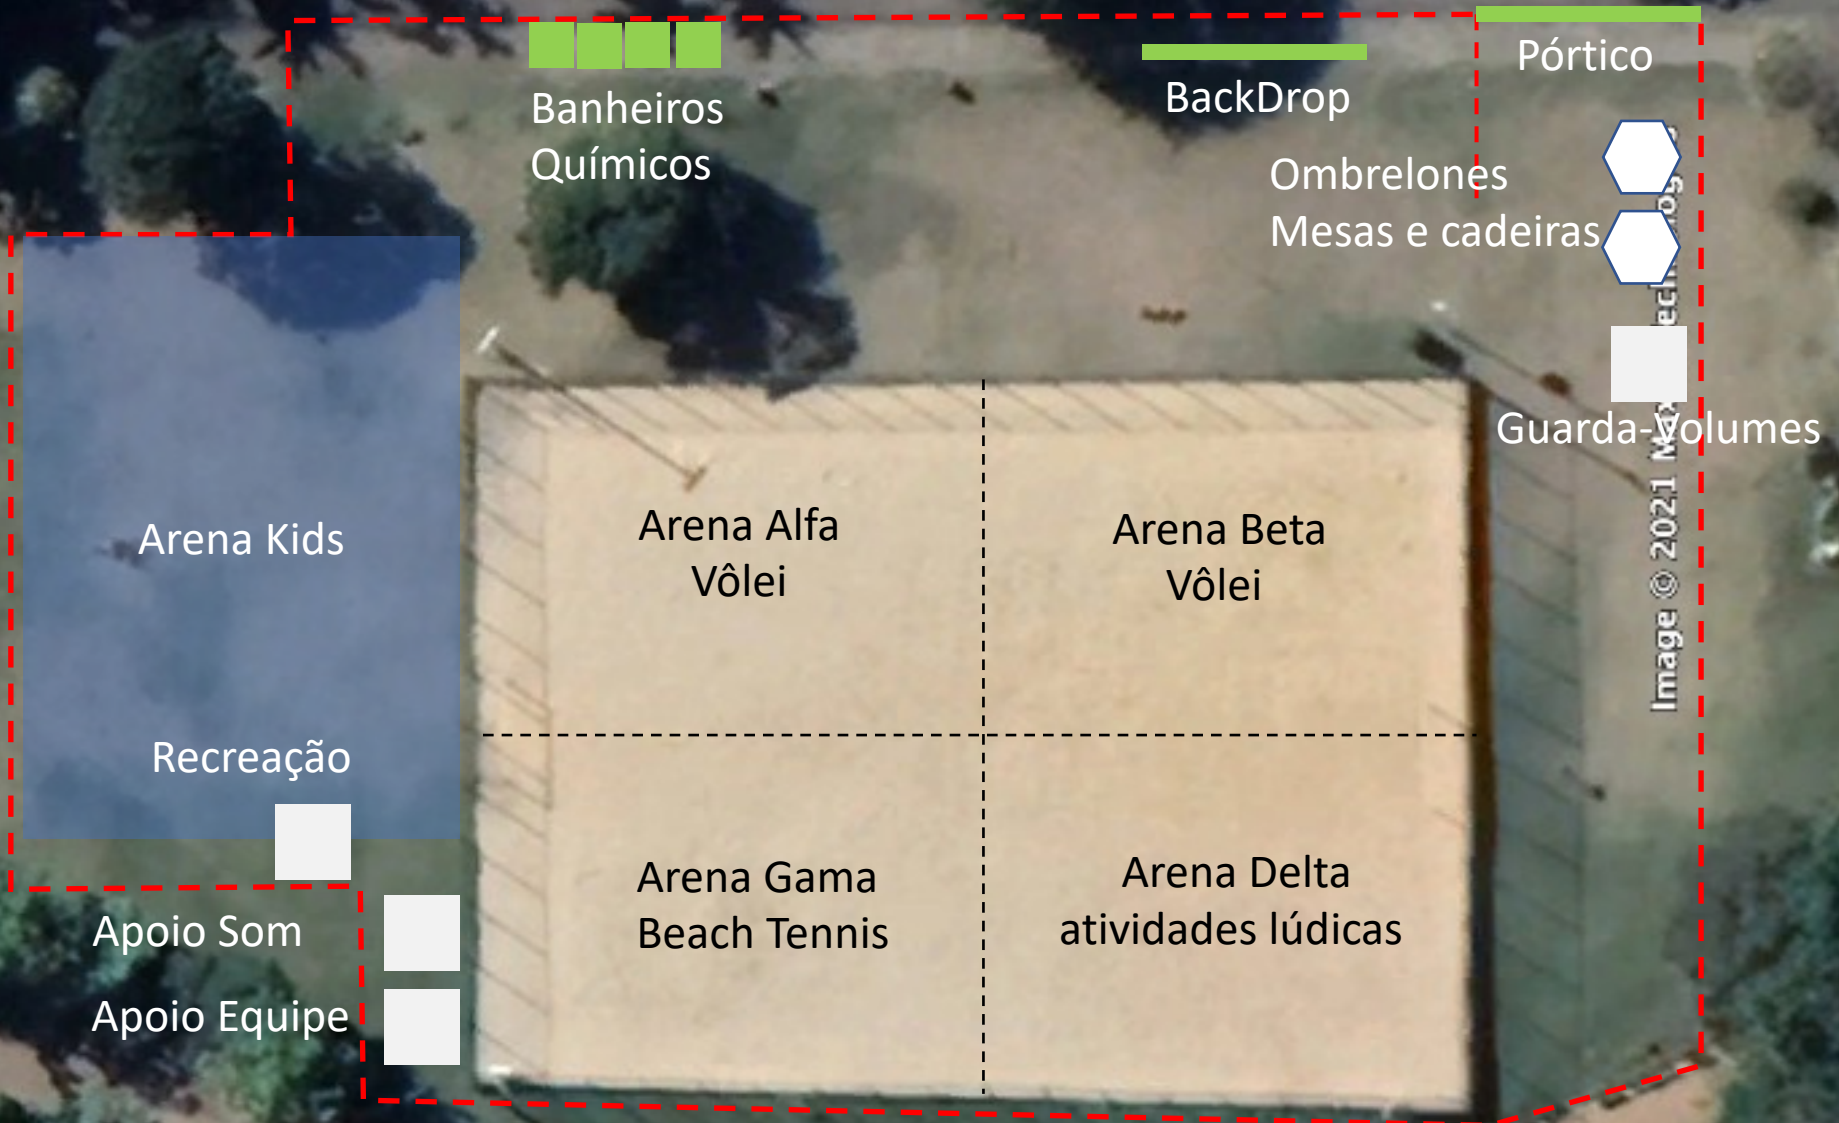 Pórtico
BackDrop
Banheiros
Químicos
Ombrelones
Mesas e cadeiras
Guarda-Volumes
Image © 2021
Arena Kids
Arena Alfa
Vôlei
Arena Beta
Vôlei
Recreação
Arena Gama
Beach Tennis
Arena Delta
atividades lúdicas
Apoio Som
Apoio Equipe